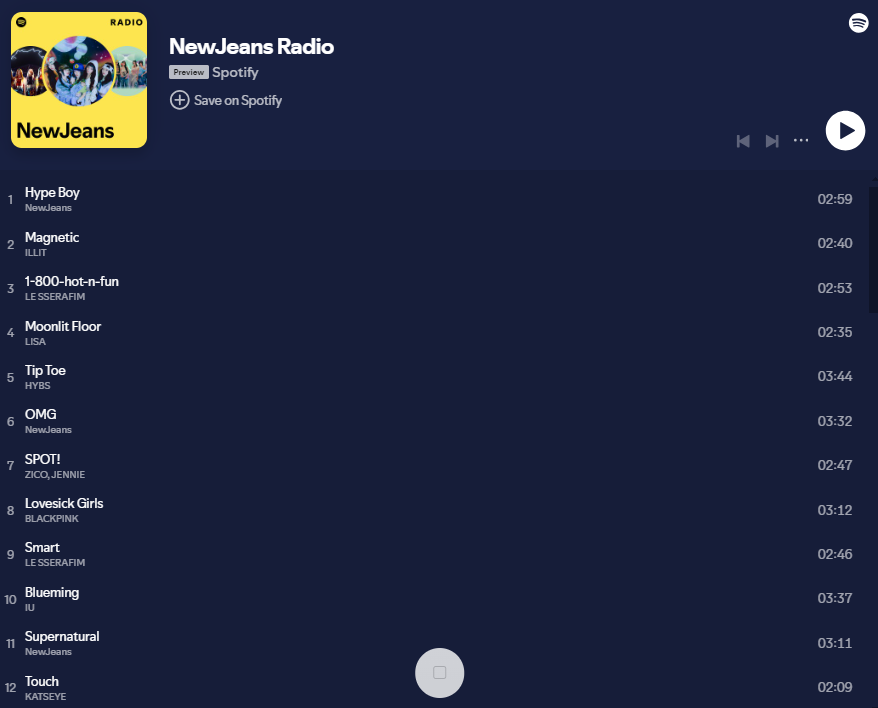 RADIO
NewJeans
NewJeans Radio
Preview Spotify
Save on Spotify
1 Hype Boy 02:59
NewJeans
2 Magnetic 02:40
ILLIT
3 1-800-hot-n-fun 02:53
LE SSERAFIM
4 Moonlit Floor 02:35
LISA
5 Tip Toe 03:44
HYBS
6 OMG 03:32
NewJeans
7 SPOT! 02:47
ZICO, JENNIE
8 Lovesick Girls 03:12
BLACKPINK
9 Smart 02:46
LE SSERAFIM
10 Blueming 03:37
IU
11 Supernatural 03:11
NewJeans
12 Touch 02:09
KATSEYE